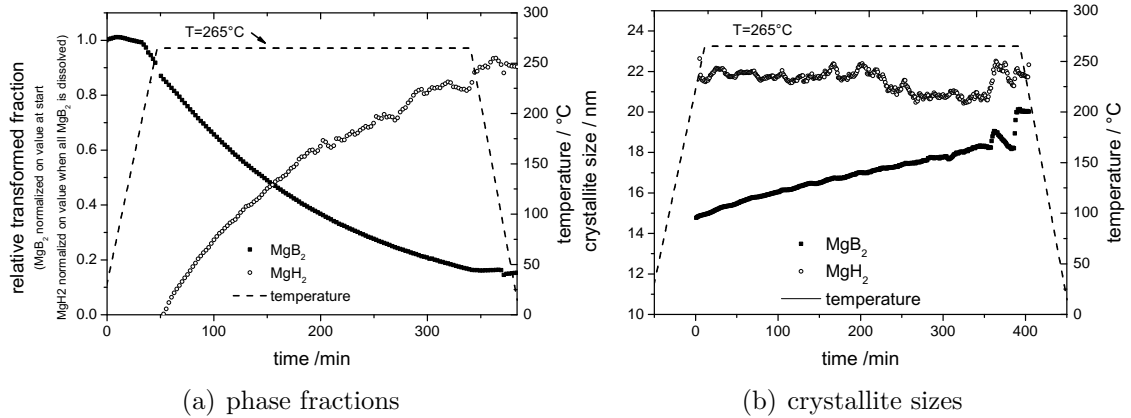 T=265°C
1.0
0.8
0.6
0.4
0.2
0.0
300
250
200
150
100
50
0
0 100 200 300
relative transformed fraction
(MgB2 normalized on value at start
MgH2 normalizd on value when all MgB2 is dissolved)
temperature / °C
MgB2
MgH2
temperature
time /min
(a) phase fractions
T=265°C
24
22
20
18
16
14
12
10
300
250
200
150
100
50
0
0 100 200 300 400
crystallite size / nm
temperature / °C
MgB2
MgH2
temperature
time /min
(b) crystallite sizes